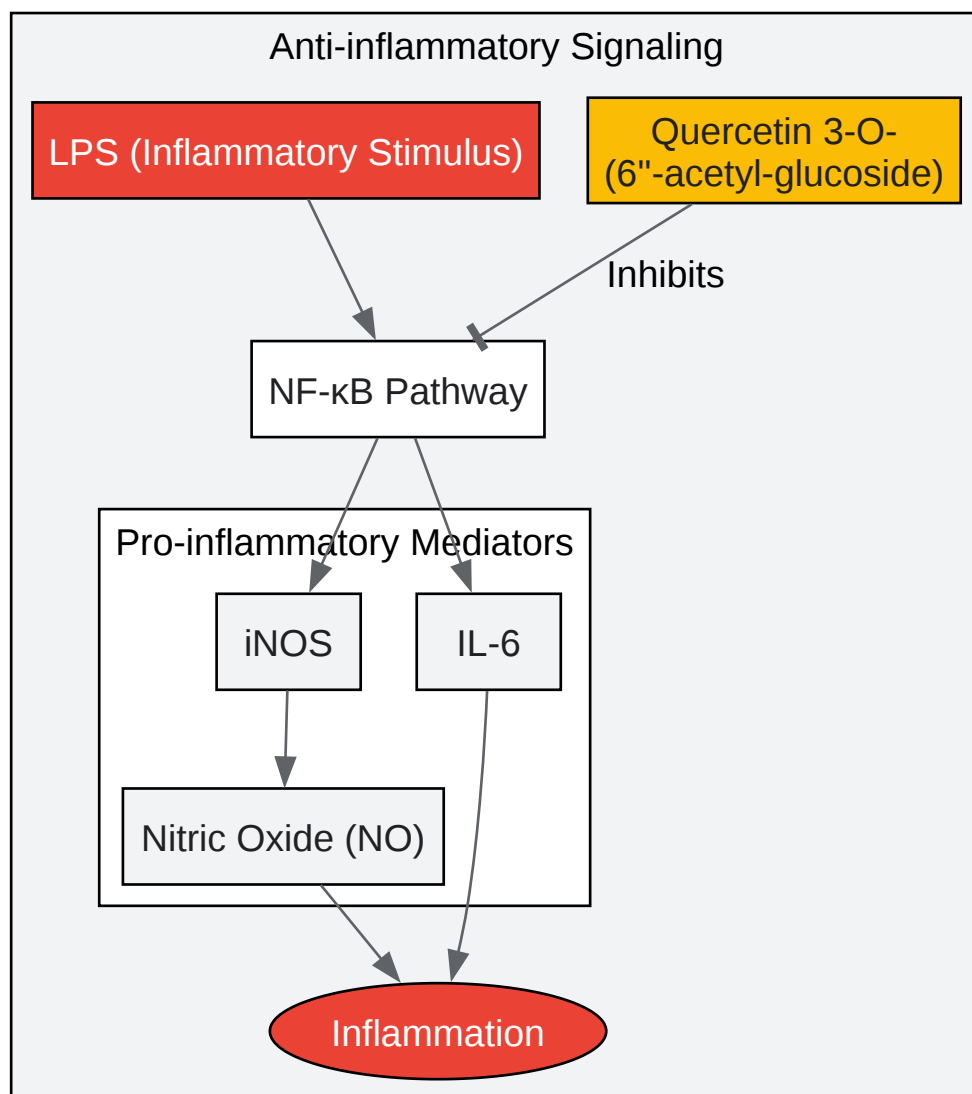 Anti-inflammatory Signaling
LPS (Inflammatory Stimulus)
Quercetin 3-O-
(6''-acetyl-glucoside)
Inhibits
NF-κB Pathway
Pro-inflammatory Mediators
iNOS
IL-6
Nitric Oxide (NO)
Inflammation